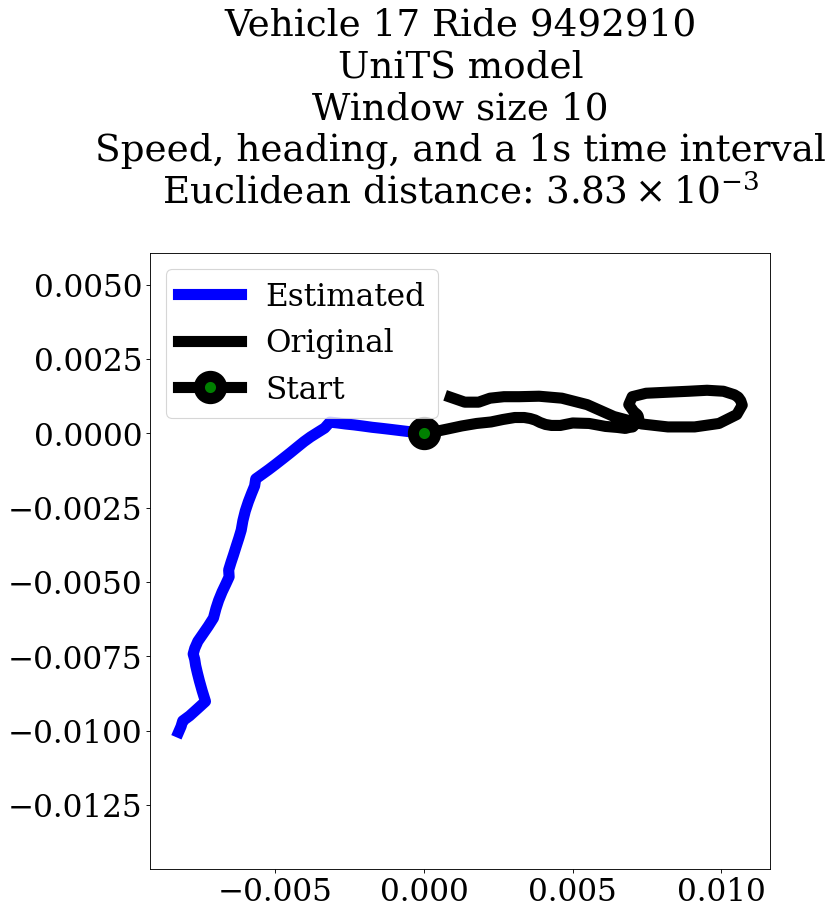 Vehicle 17 Ride 9492910
UniTS model
Window size 10
Speed, heading, and a 1s time interval
Euclidean distance: 3.83 × 10⁻³
Estimated
Original
Start
0.0050
0.0025
0.0000
−0.0025
−0.0050
−0.0075
−0.0100
−0.0125
−0.005 0.000 0.005 0.010